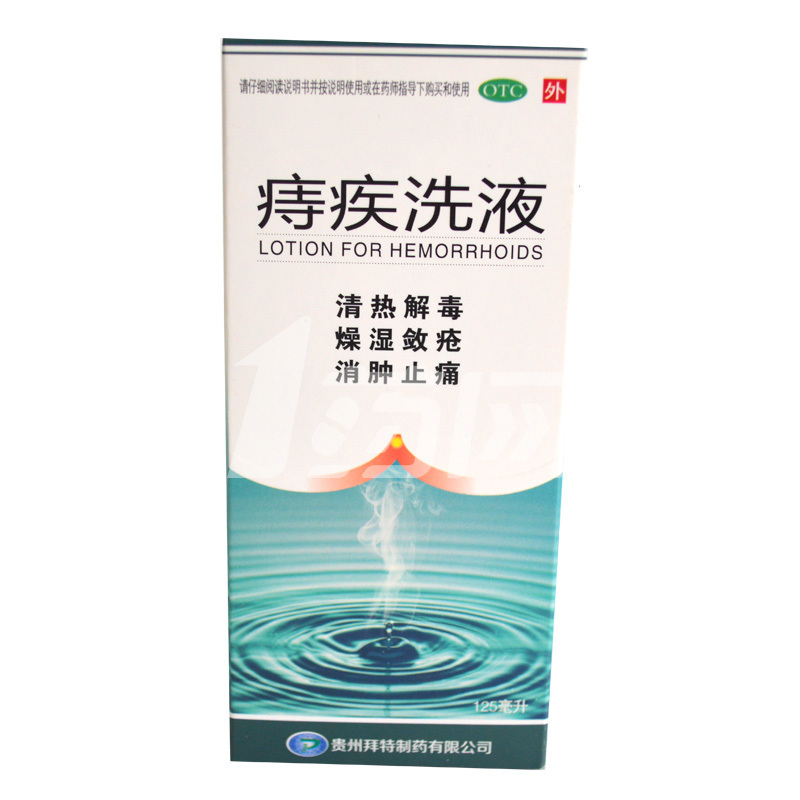 请仔细阅读说明书并按说明使用或在药师指导下购买和使用 OTC 外
痔疾洗液
LOTION FOR HEMORRHOIDS
清热解毒
燥湿敛疮
消肿止痛
1药网
125毫升
贵州拜特制药有限公司